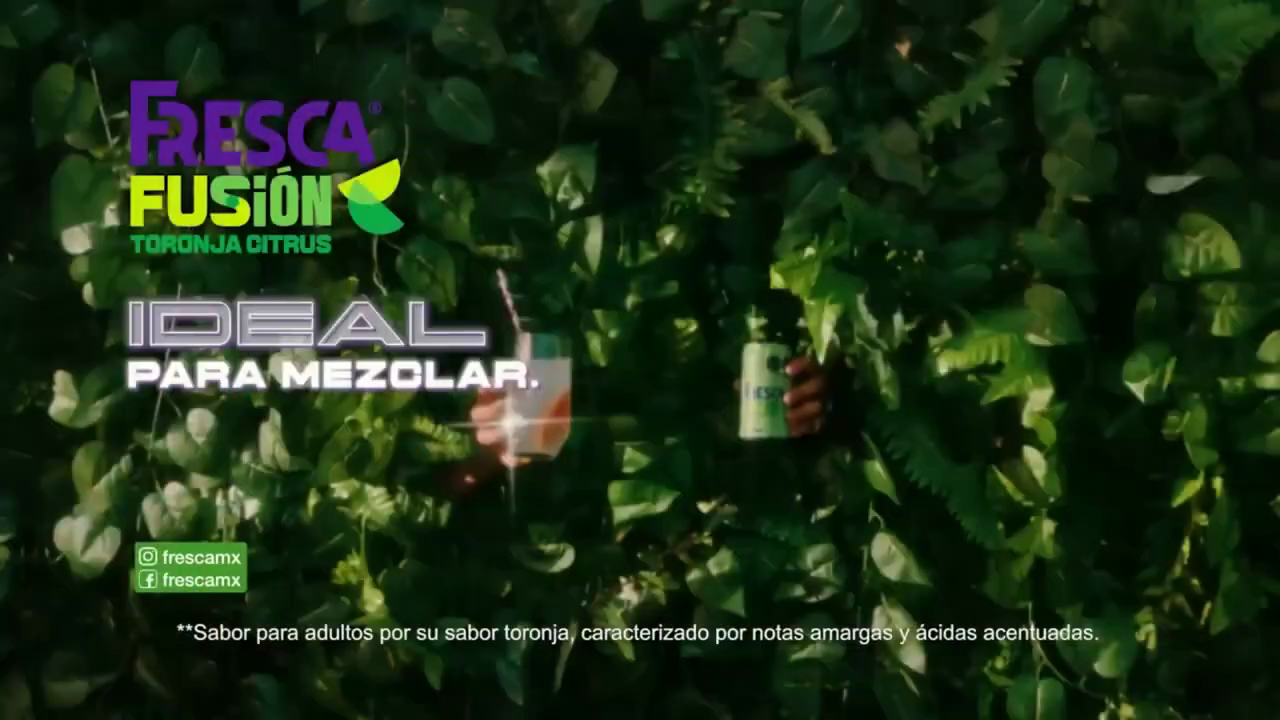 FRESCA®
FUSiÓN
TORONJA CITRUS
IDEAL
PARA MEZCLAR.
FRESCA
frescamx
frescamx
**Sabor para adultos por su sabor toronja, caracterizado por notas amargas y ácidas acentuadas.